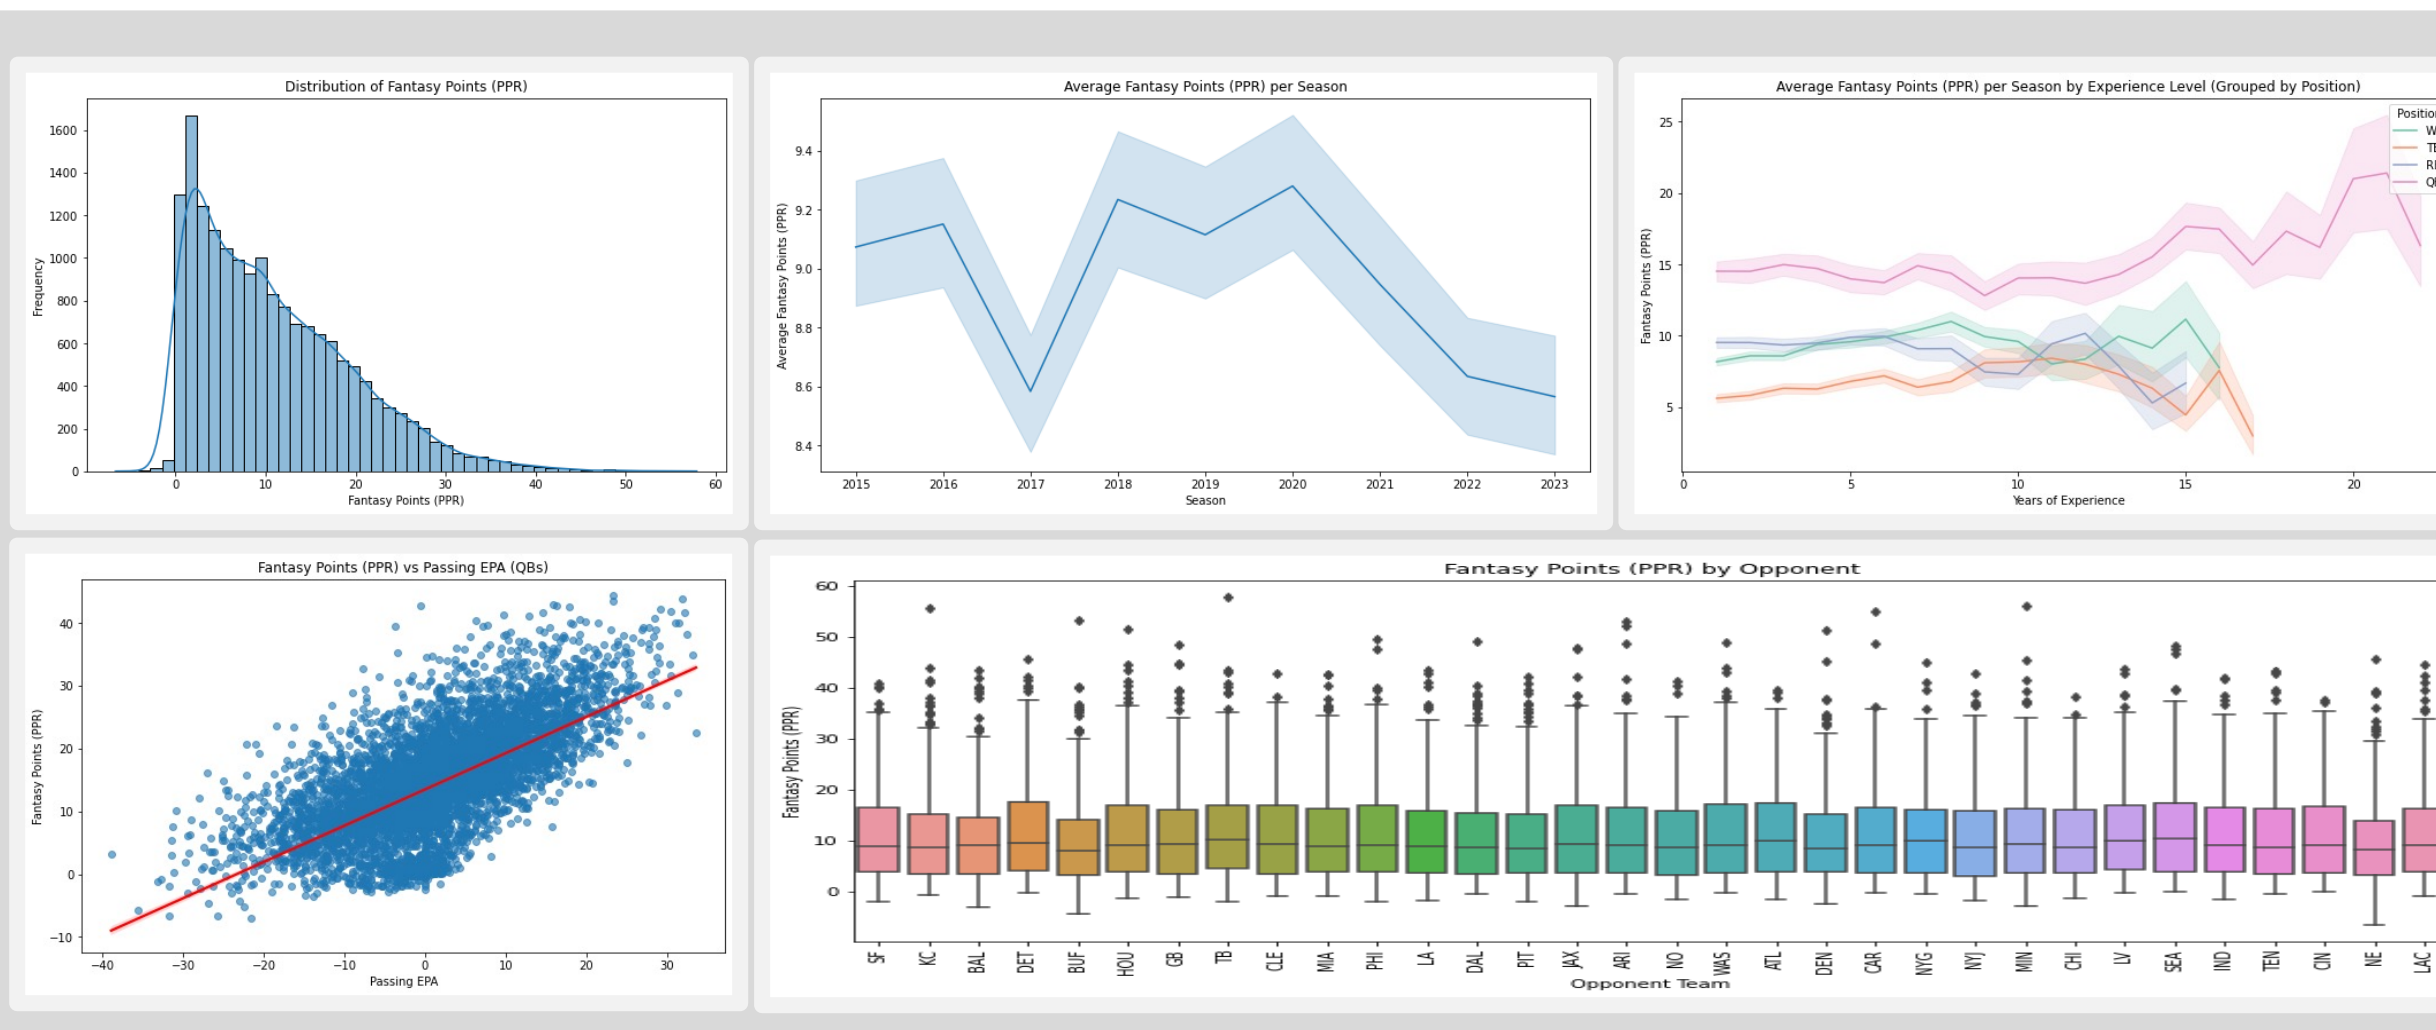 Distribution of Fantasy Points (PPR)
1600
1400
1200
1000
800
600
400
200
0
Frequency
0 10 20 30 40 50 60
Fantasy Points (PPR)
Average Fantasy Points (PPR) per Season
9.4
9.2
9.0
8.8
8.6
8.4
Average Fantasy Points (PPR)
2015 2016 2017 2018 2019 2020 2021 2022 2023
Season
Average Fantasy Points (PPR) per Season by Experience Level (Grouped by Position)
25
20
15
10
5
Fantasy Points (PPR)
0 5 10 15 20
Years of Experience
Fantasy Points (PPR) vs Passing EPA (QBs)
40
30
20
10
0
−10
Fantasy Points (PPR)
−40 −30 −20 −10 0 10 20 30
Passing EPA
Fantasy Points (PPR) by Opponent
60
50
40
30
20
10
0
Fantasy Points (PPR)
SF KC BAL DET BUF HOU GB TB CLE MIA PHI LA DAL PIT JAX ARI NO WAS ATL DEN CAR NYG NYJ MIN CHI LV SEA IND TEN CIN NE LAC
Opponent Team